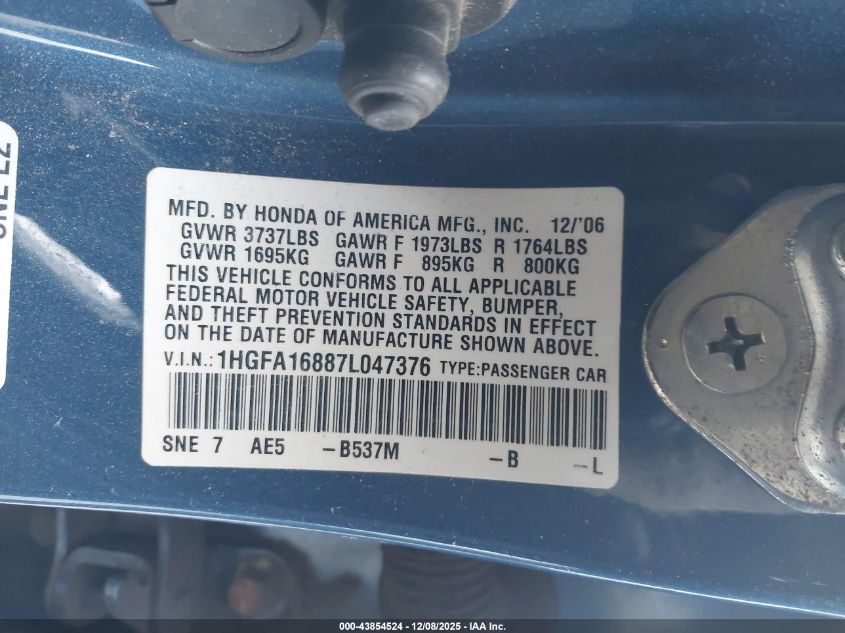 MFD. BY HONDA OF AMERICA MFG., INC. 12/'06
GVWR 3737LBS GAWR F 1973LBS R 1764LBS
GVWR 1695KG GAWR F 895KG R 800KG
THIS VEHICLE CONFORMS TO ALL APPLICABLE
FEDERAL MOTOR VEHICLE SAFETY, BUMPER,
AND THEFT PREVENTION STANDARDS IN EFFECT
ON THE DATE OF MANUFACTURE SHOWN ABOVE.
V.I.N.: 1HGFA16887L047376 TYPE:PASSENGER CAR
SNE 7 AE5 -B537M -B -L
000-43854524 - 12/08/2025 - IAA Inc.